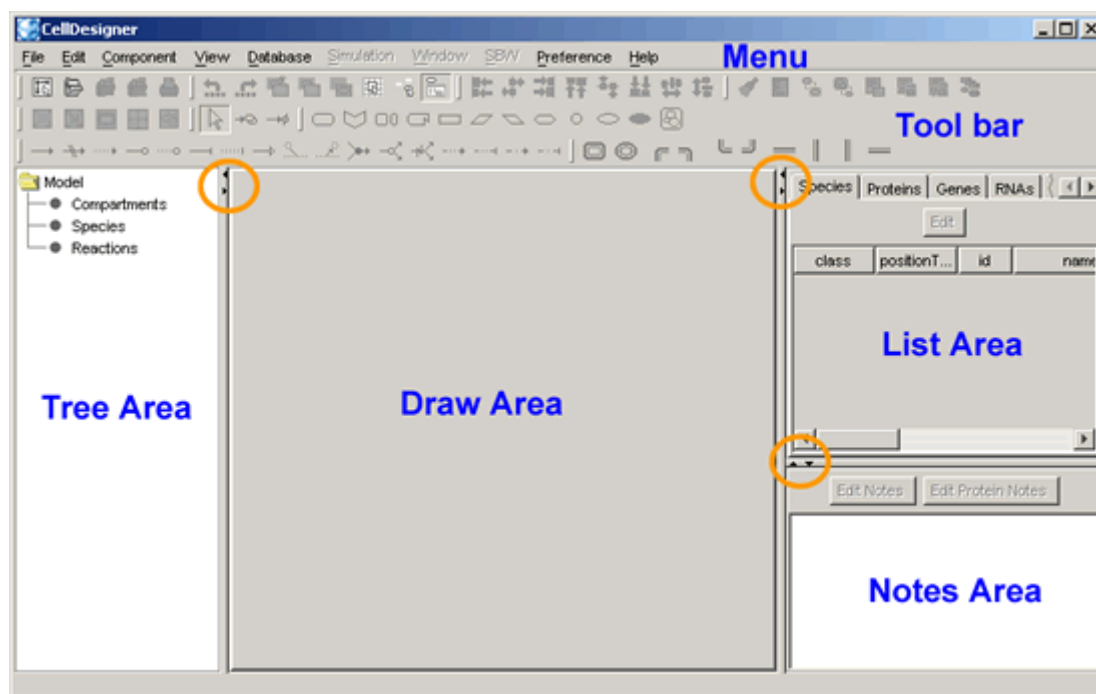 CellDesigner
File Edit Component View Database Simulation Window SBW Preference Help
Menu
Tool bar
Model
Compartments
Species
Reactions
Species Proteins Genes RNAs
Edit
class positionT... id name
List Area
Tree Area
Draw Area
Edit Notes Edit Protein Notes
Notes Area